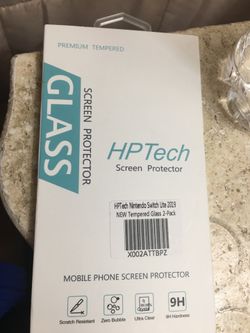 PREMIUM TEMPERED
GLASS
SCREEN PROTECTOR
HPTech
Screen Protector
HPTech Nintendo Switch Lite 2019
NEW Tempered Glass 2-Pack
X002ATTBPZ
MOBILE PHONE SCREEN PROTECTOR
9H
Scratch Resistant
Zero Bubble
Ultra Clear
9H Hardness